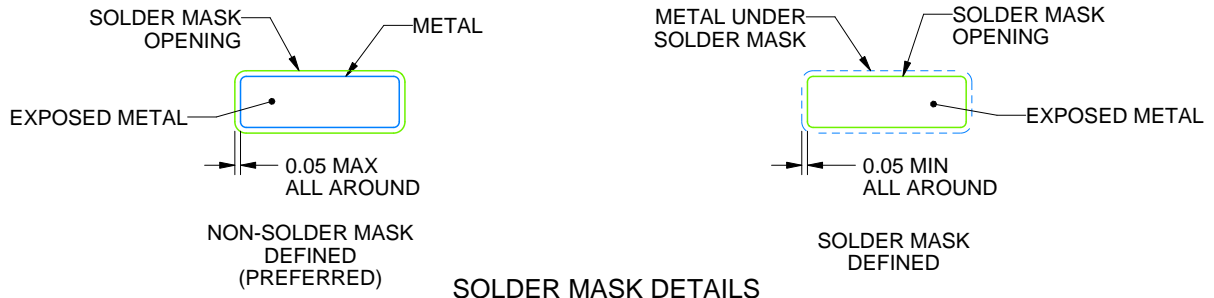 SOLDER MASK
OPENING
METAL
EXPOSED METAL
0.05 MAX
ALL AROUND
NON-SOLDER MASK
DEFINED
(PREFERRED)
METAL UNDER
SOLDER MASK
SOLDER MASK
OPENING
EXPOSED METAL
0.05 MIN
ALL AROUND
SOLDER MASK
DEFINED
SOLDER MASK DETAILS